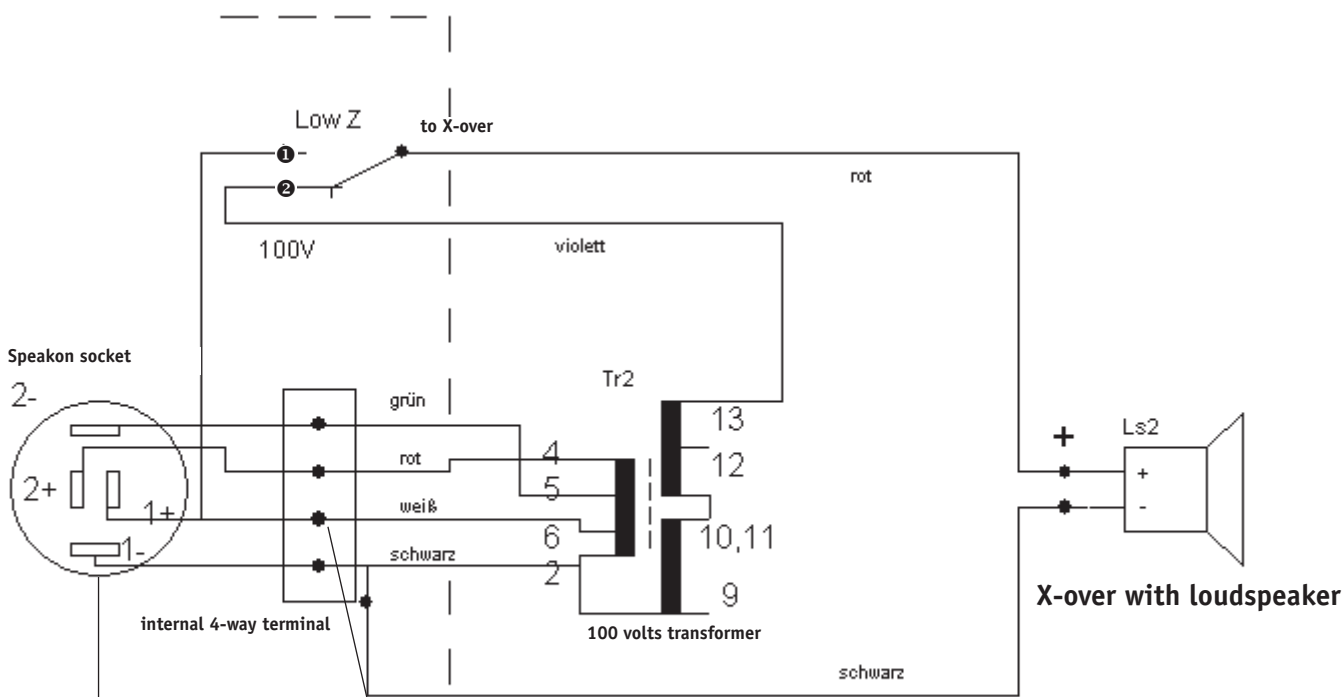 Low Z
to X-over
❶
❷
rot
100V
violett
Speakon socket
2-
2+
1+
1-
grün
rot
weiß
schwarz
internal 4-way terminal
Tr2
4
5
6
2
13
12
10,11
9
100 volts transformer
+
Ls2
+
-
X-over with loudspeaker
schwarz